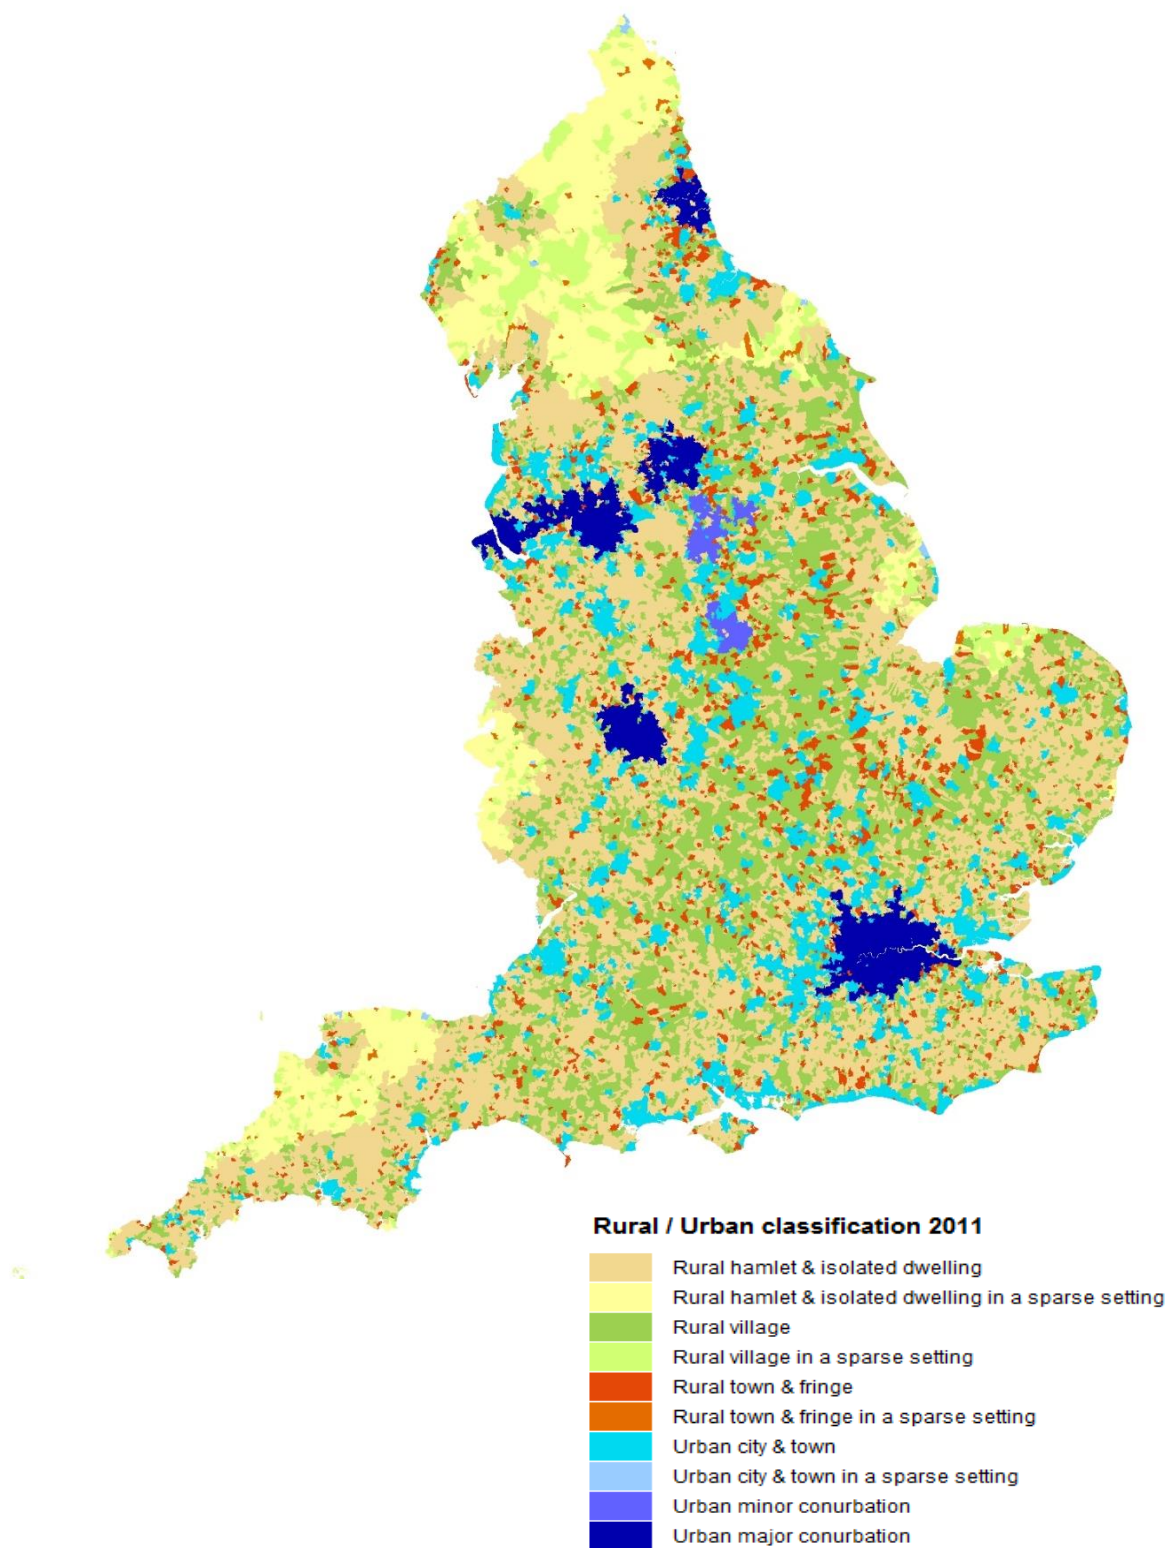 Rural / Urban classification 2011
Rural hamlet & isolated dwelling
Rural hamlet & isolated dwelling in a sparse setting
Rural village
Rural village in a sparse setting
Rural town & fringe
Rural town & fringe in a sparse setting
Urban city & town
Urban city & town in a sparse setting
Urban minor conurbation
Urban major conurbation